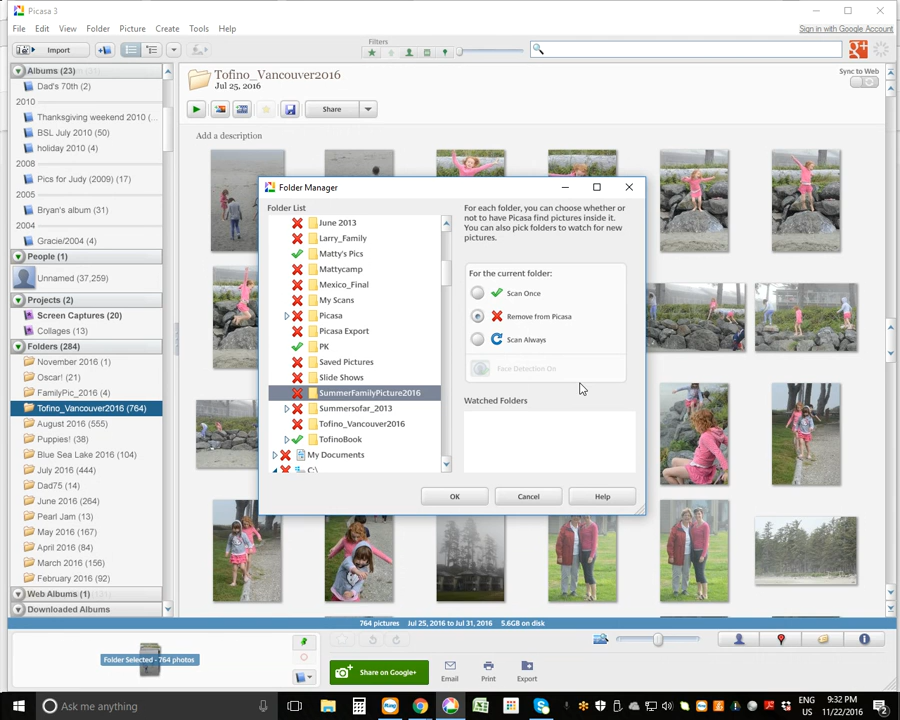 Picasa 3
File Edit View Folder Picture Create Tools Help
Sign in with Google Account
Import
Filters
g+
Albums (23)
Dad's 70th (2)
2010
Thanksgiving weekend 2010 (...
BSL July 2010 (50)
holiday 2010 (4)
2008
Pics for Judy (2009) (17)
2005
Bryan's album (31)
2004
Gracie/2004 (4)
People (1)
Unnamed (37,259)
Projects (2)
Screen Captures (20)
Collages (13)
Folders (284)
November 2016 (1)
Oscar! (21)
FamilyPic_2016 (4)
Tofino_Vancouver2016 (764)
August 2016 (555)
Puppies! (38)
Blue Sea Lake 2016 (104)
July 2016 (444)
Dad75 (14)
June 2016 (264)
Pearl Jam (13)
May 2016 (167)
April 2016 (84)
March 2016 (156)
February 2016 (92)
Web Albums (1)
Downloaded Albums
Tofino_Vancouver2016
Jul 25, 2016
Sync to Web
Share
Add a description
Folder Manager
Folder List
June 2013
Larry_Family
Matty's Pics
Mattycamp
Mexico_Final
My Scans
Picasa
Picasa Export
PK
Saved Pictures
Slide Shows
SummerFamilyPicture2016
Summersofar_2013
Tofino_Vancouver2016
TofinoBook
My Documents
C:\
For each folder, you can choose whether or
not to have Picasa find pictures inside it.
You can also pick folders to watch for new
pictures.
For the current folder:
Scan Once
Remove from Picasa
Scan Always
Face Detection On
Watched Folders
OK Cancel Help
764 pictures Jul 25, 2016 to Jul 31, 2016 5.6GB on disk
Folder Selected - 764 photos
Share on Google+
Email Print Export
Ask me anything
ENG
US
9:32 PM
11/22/2016